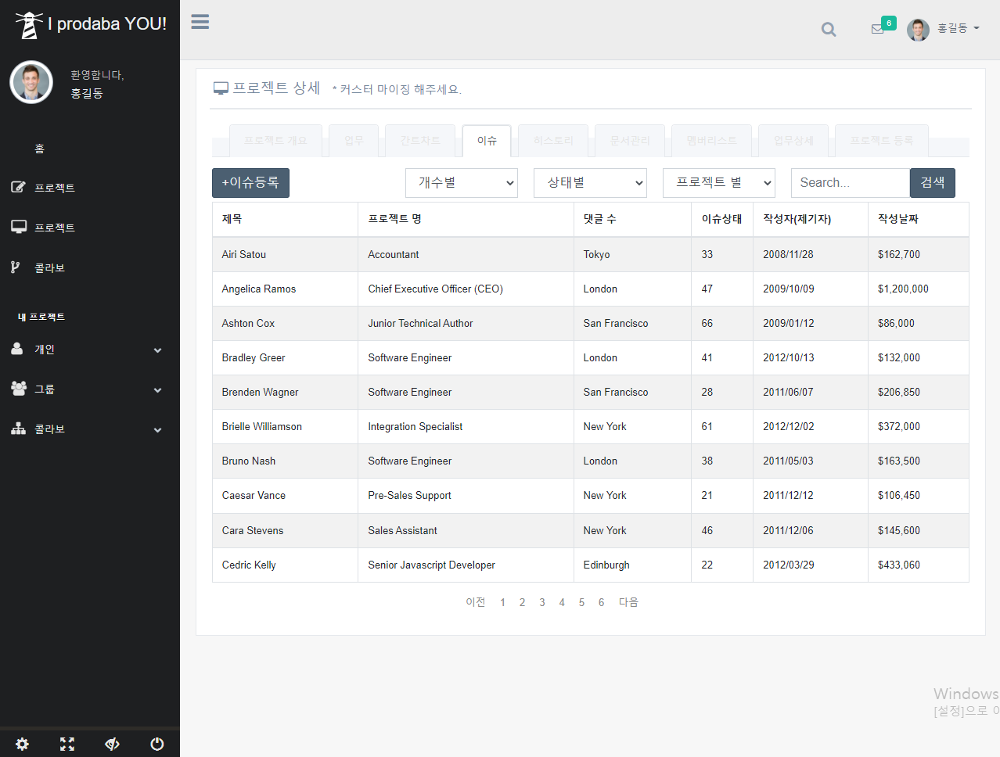 I prodaba YOU!
환영합니다,
홍길동
홈
프로젝트
프로젝트
콜라보
내 프로젝트
개인
그룹
콜라보
6
홍길동
프로젝트 상세 * 커스터 마이징 해주세요.
프로젝트 개요 업무 간트차트 이슈 히스토리 문서관리 멤버리스트 업무상세 프로젝트 등록
+이슈등록 개수별 상태별 프로젝트 별 Search... 검색
제목 프로젝트 명 댓글 수 이슈상태 작성자(제기자) 작성날짜
Airi Satou Accountant Tokyo 33 2008/11/28 $162,700
Angelica Ramos Chief Executive Officer (CEO) London 47 2009/10/09 $1,200,000
Ashton Cox Junior Technical Author San Francisco 66 2009/01/12 $86,000
Bradley Greer Software Engineer London 41 2012/10/13 $132,000
Brenden Wagner Software Engineer San Francisco 28 2011/06/07 $206,850
Brielle Williamson Integration Specialist New York 61 2012/12/02 $372,000
Bruno Nash Software Engineer London 38 2011/05/03 $163,500
Caesar Vance Pre-Sales Support New York 21 2011/12/12 $106,450
Cara Stevens Sales Assistant New York 46 2011/12/06 $145,600
Cedric Kelly Senior Javascript Developer Edinburgh 22 2012/03/29 $433,060
이전 1 2 3 4 5 6 다음
Windows
[설정]으로